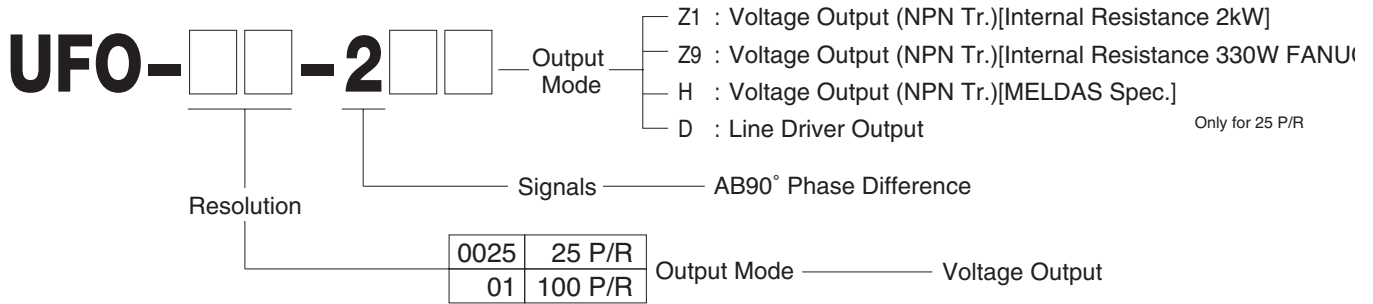 Z1 : Voltage Output (NPN Tr.)[Internal Resistance 2kW]
UFO-□□-2□□ Output Mode
Z9 : Voltage Output (NPN Tr.)[Internal Resistance 330W
H : Voltage Output (NPN Tr.)[MELDAS Spec.]
D : Line Driver Output Only for 25 P/R
Signals AB90˚ Phase Difference
Resolution
0025 25 P/R
01 100 P/R
Output Mode Voltage Output